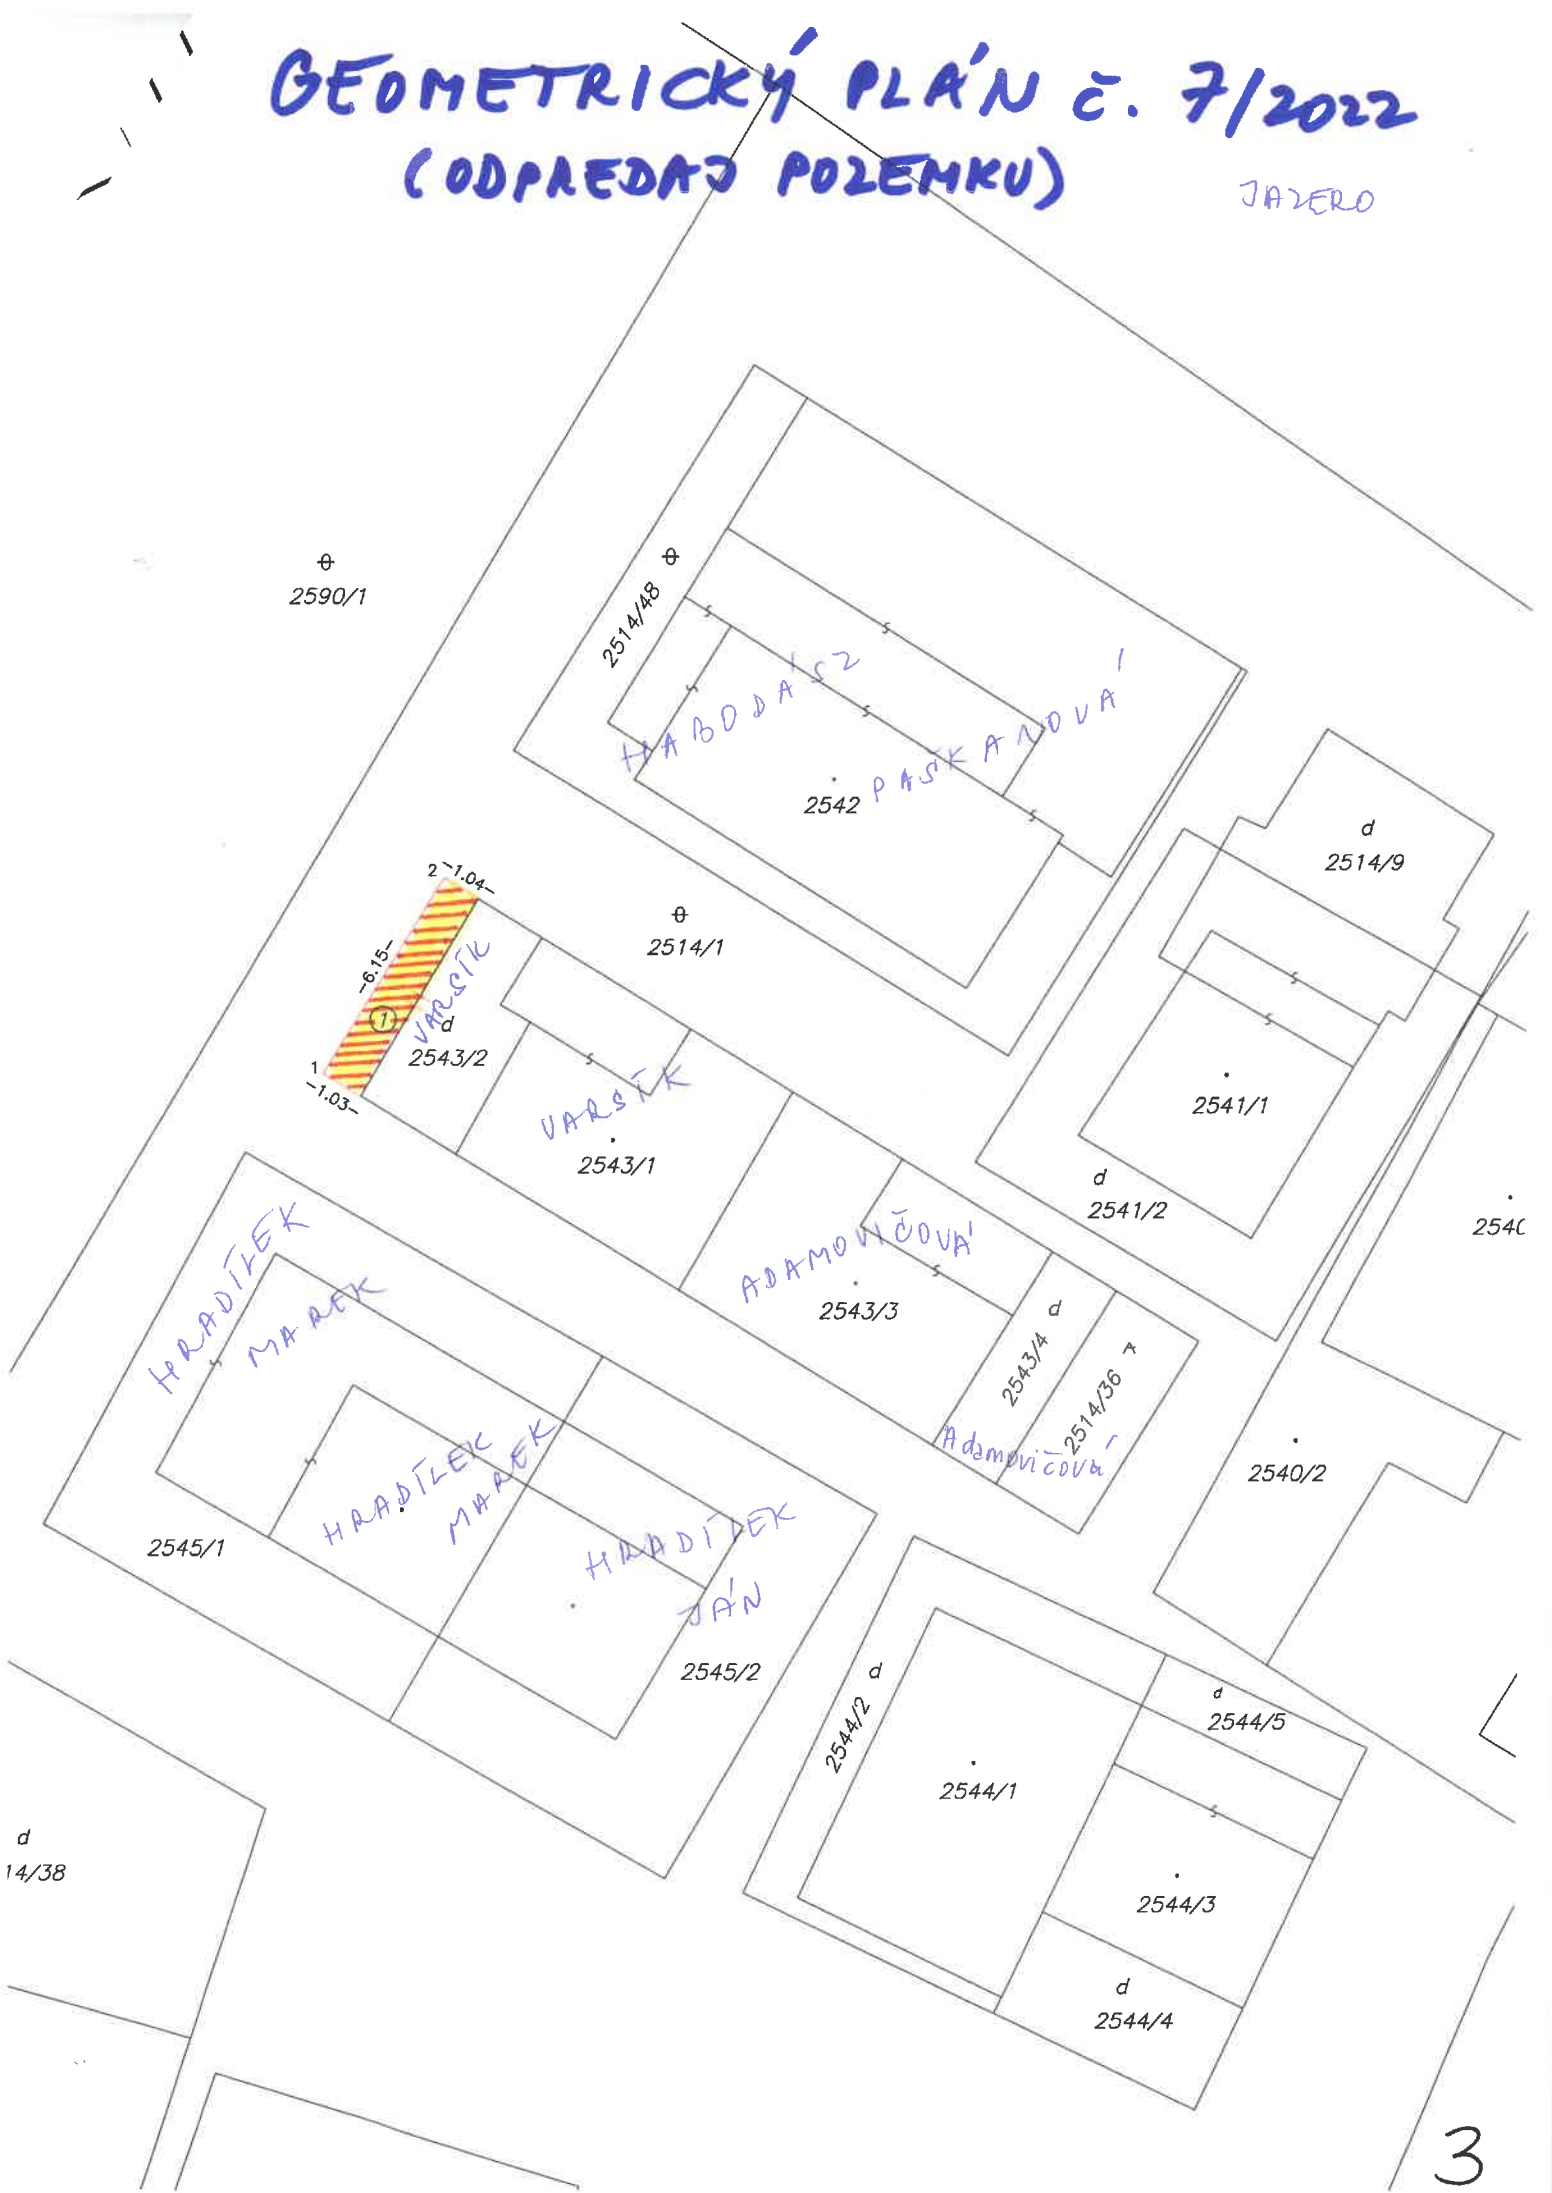 GEOMETRICKÝ PLÁN č. 7/2022
(ODPREDAJ POZEMKU)
JAZERO
2590/1
2514/48
HABODÁSZ
PAŠKANOVÁ
2542
d
2514/9
2 -1.04-
-6.15-
1
1
-1.03-
VARSÍK
d
2543/2
2514/1
VARSÍK
2543/1
2541/1
d
2541/2
2540
HRADÍLEK
MAREK
ADAMOVIČOVÁ
2543/3
d
2543/4
2514/36
Adamovičová
2540/2
HRADÍLEK
MAREK
2545/1
HRADÍLEK
JÁN
2545/2
d
2544/2
d
2544/5
2544/1
d
14/38
2544/3
d
2544/4
3